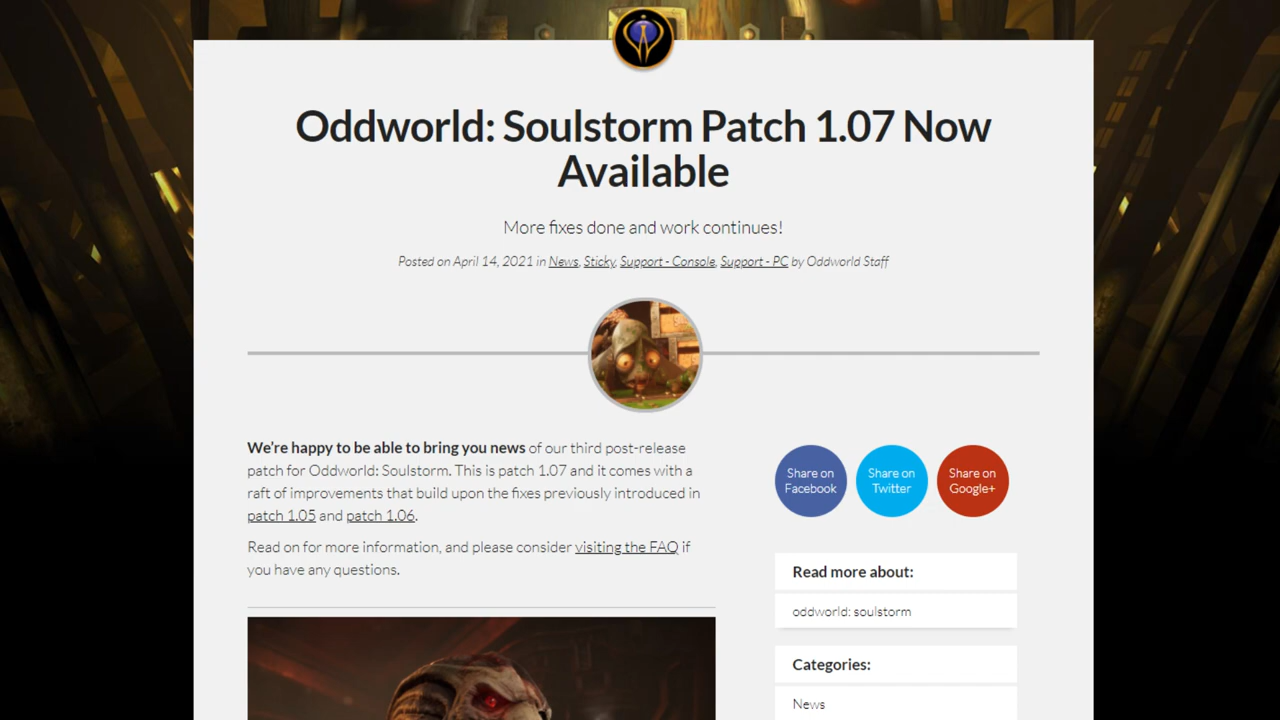 Oddworld: Soulstorm Patch 1.07 Now
Available
More fixes done and work continues!
Posted on April 14, 2021 in News, Sticky, Support - Console, Support - PC by Oddworld Staff
We're happy to be able to bring you news of our third post-release
patch for Oddworld: Soulstorm. This is patch 1.07 and it comes with a
raft of improvements that build upon the fixes previously introduced in
patch 1.05 and patch 1.06.
Read on for more information, and please consider visiting the FAQ if
you have any questions.
Share on
Facebook
Share on
Twitter
Share on
Google+
Read more about:
oddworld: soulstorm
Categories:
News